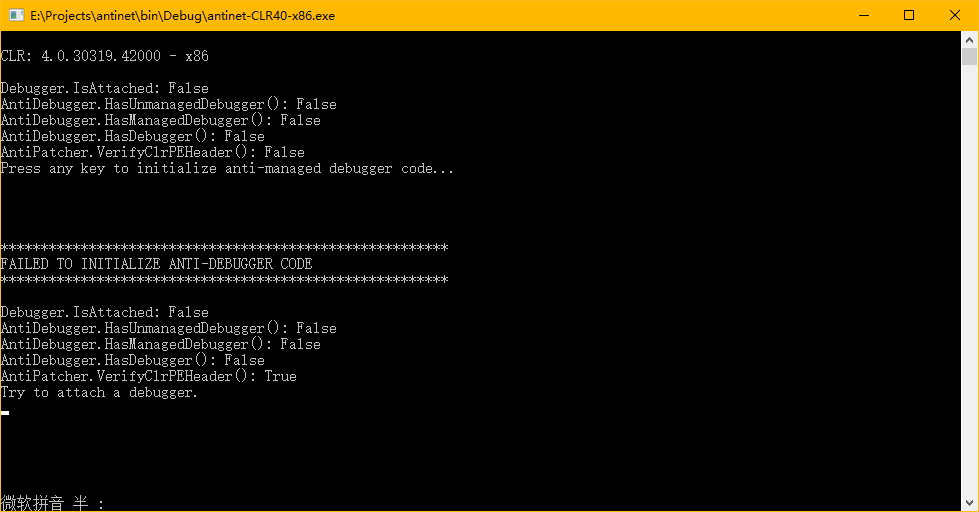 E:\Projects\antinet\bin\Debug\antinet-CLR40-x86.exe
CLR: 4.0.30319.42000 - x86
Debugger.IsAttached: False
AntiDebugger.HasUnmanagedDebugger(): False
AntiDebugger.HasManagedDebugger(): False
AntiDebugger.HasDebugger(): False
AntiPatcher.VerifyClrPEHeader(): False
Press any key to initialize anti-managed debugger code...
********************************************************
FAILED TO INITIALIZE ANTI-DEBUGGER CODE
********************************************************
Debugger.IsAttached: False
AntiDebugger.HasUnmanagedDebugger(): False
AntiDebugger.HasManagedDebugger(): False
AntiDebugger.HasDebugger(): False
AntiPatcher.VerifyClrPEHeader(): True
Try to attach a debugger.
微软拼音 半 :